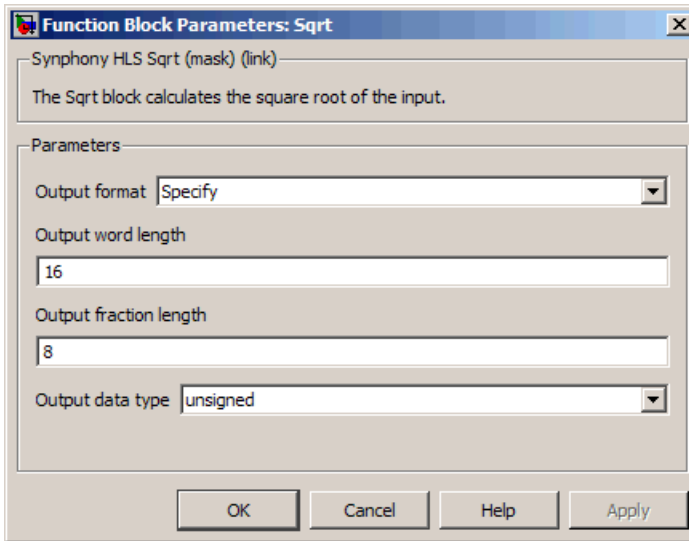 Function Block Parameters: Sqrt
Synphony HLS Sqrt (mask) (link)
The Sqrt block calculates the square root of the input.
Parameters
Output format Specify
Output word length
16
Output fraction length
8
Output data type unsigned
OK Cancel Help Apply